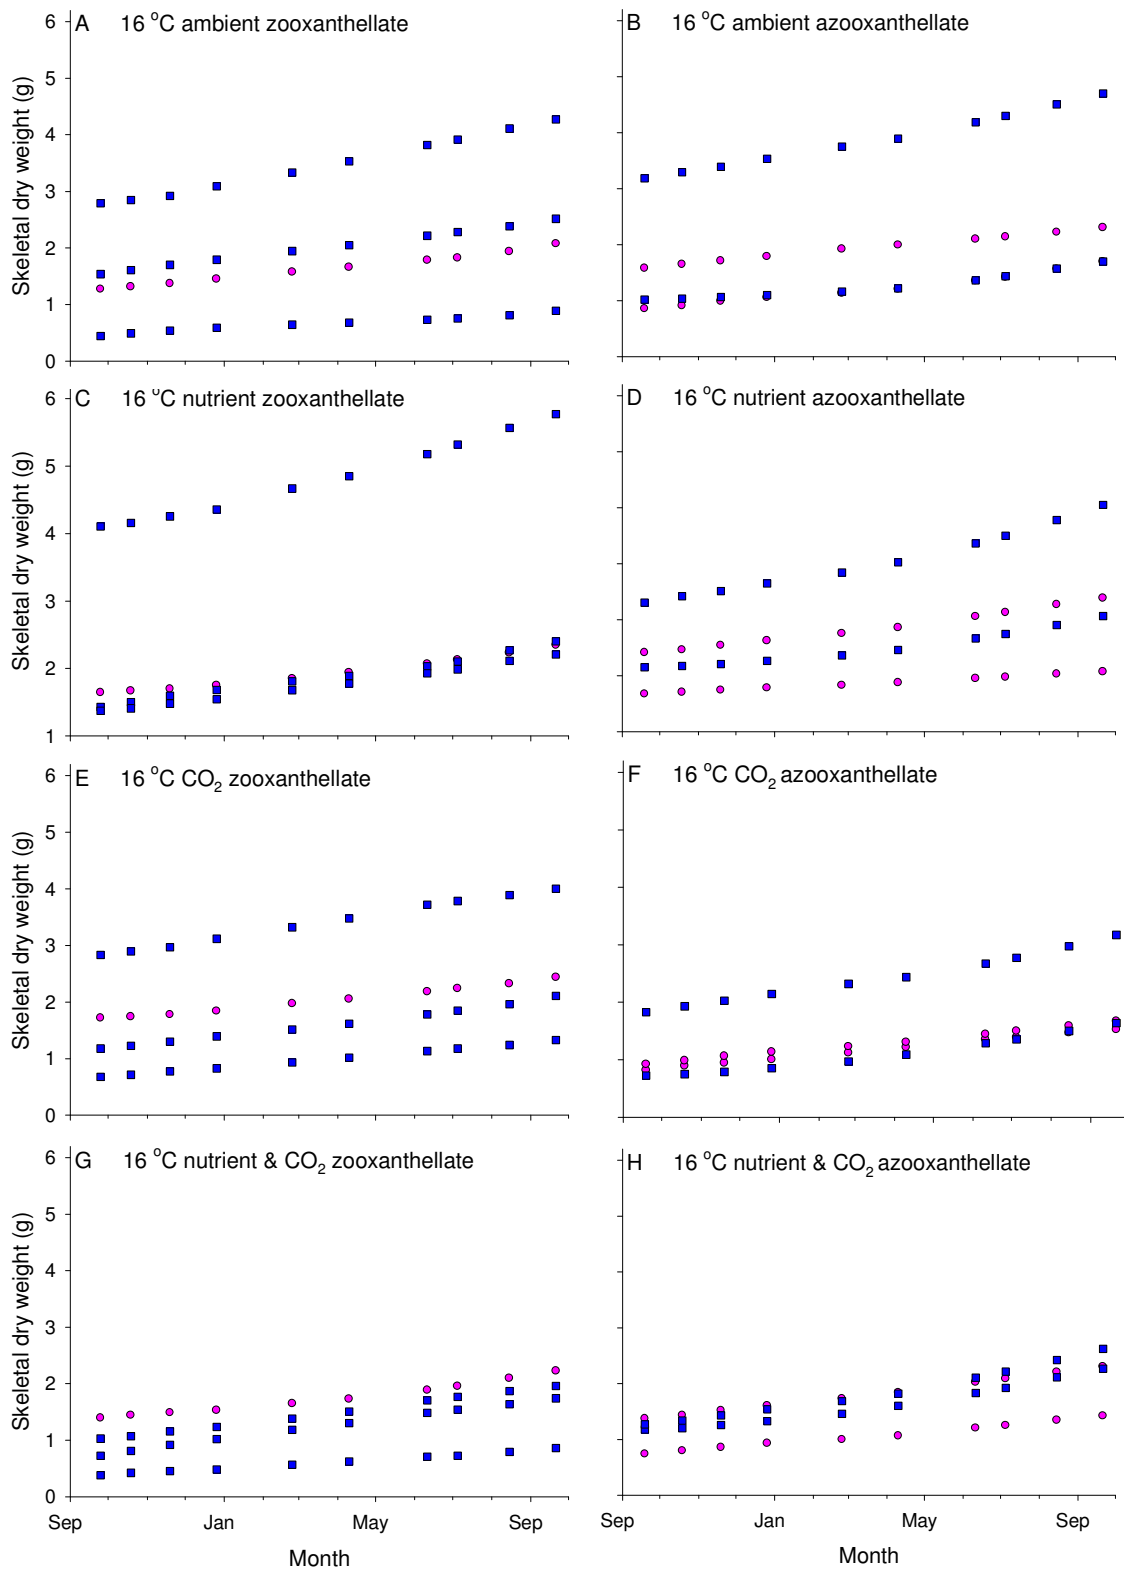 A 16 °C ambient zooxanthellate
B 16 °C ambient azooxanthellate
6
5
4
3
2
1
0
Skeletal dry weight (g)
C 16 °C nutrient zooxanthellate
D 16 °C nutrient azooxanthellate
6
5
4
3
2
1
Skeletal dry weight (g)
E 16 °C CO₂ zooxanthellate
F 16 °C CO₂ azooxanthellate
6
5
4
3
2
1
0
Skeletal dry weight (g)
G 16 °C nutrient & CO₂ zooxanthellate
H 16 °C nutrient & CO₂ azooxanthellate
6
5
4
3
2
1
0
Skeletal dry weight (g)
Sep Jan May Sep
Sep Jan May Sep
Month
Month